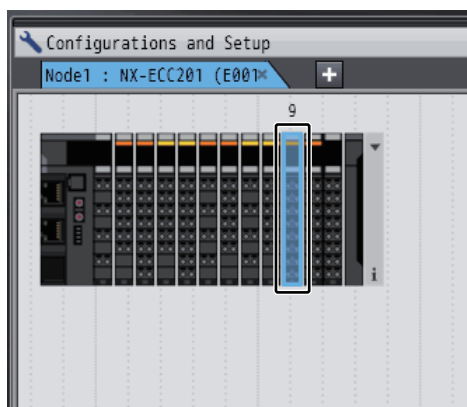 Configurations and Setup
Node1 : NX-ECC201 (E001
9
i